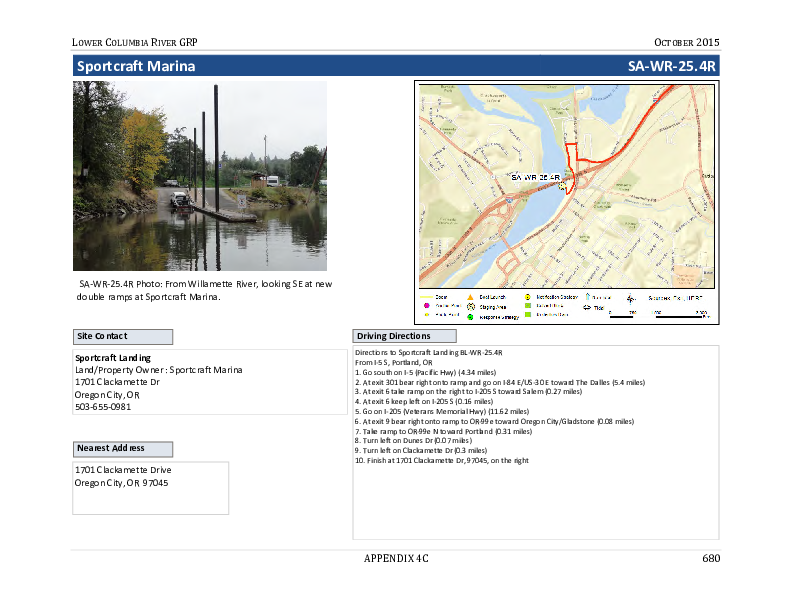 LOWER COLUMBIA RIVER GRP
OCTOBER 2015
Sportcraft Marina
SA-WR-25.4R
SA-WR-25.4R
SA-WR-25.4R Photo: From Willamette River, looking SE at new
double ramps at Sportcraft Marina.
Boom
Boat Launch
Notification Strategy
Staging Area
Response Strategy
Tidal
Site Contact
Sportcraft Landing
Land/Property Owner: Sportcraft Marina
1701 Clackamette Dr
Oregon City, OR
503-655-0981
Nearest Address
1701 Clackamette Drive
Oregon City, OR 97045
Driving Directions
Directions to Sportcraft Landing BL-WR-25.4R
From I-5 S, Portland, OR
1. Go south on I-5 (Pacific Hwy) (4.34 miles)
2. At exit 301 bear right onto ramp and go on I-84 E/US-30 E toward The Dalles (5.4 miles)
3. At exit 6 take ramp on the right to I-205 S toward Salem (0.27 miles)
4. At exit 6 keep left on I-205 S (0.16 miles)
5. Go on I-205 (Veterans Memorial Hwy) (11.62 miles)
6. At exit 9 bear right onto ramp to OR-99e toward Oregon City/Gladstone (0.08 miles)
7. Take ramp to OR-99e N toward Portland (0.31 miles)
8. Turn left on Dunes Dr (0.07 miles)
9. Turn left on Clackamette Dr (0.3 miles)
10. Finish at 1701 Clackamette Dr, 97045, on the right
APPENDIX 4C
680